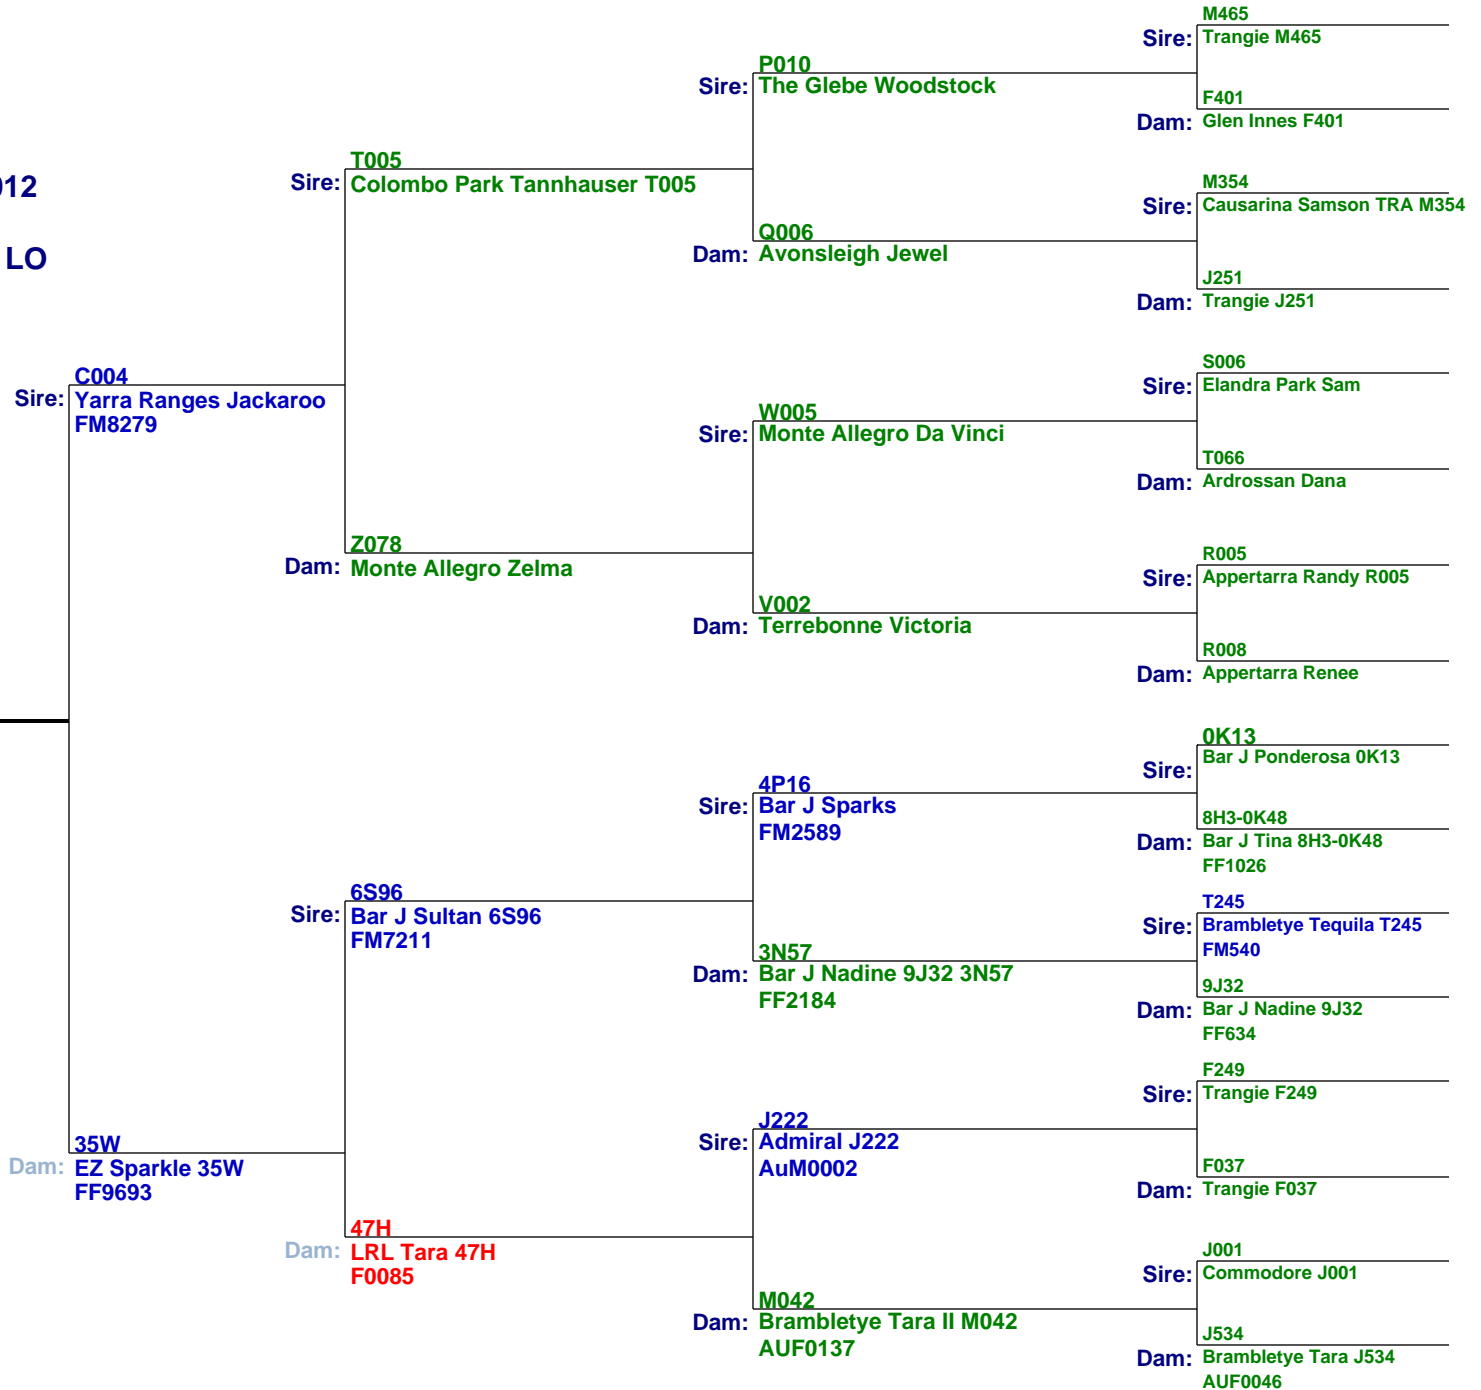 012
LO
Sire:
C004
Yarra Ranges Jackaroo
FM8279
Dam:
35W
EZ Sparkle 35W
FF9693
Sire:
T005
Colombo Park Tannhauser T005
Dam:
Z078
Monte Allegro Zelma
Sire:
6S96
Bar J Sultan 6S96
FM7211
Dam:
47H
LRL Tara 47H
F0085
Sire:
P010
The Glebe Woodstock
Dam:
Q006
Avonsleigh Jewel
Sire:
W005
Monte Allegro Da Vinci
Dam:
V002
Terrebonne Victoria
Sire:
4P16
Bar J Sparks
FM2589
Dam:
3N57
Bar J Nadine 9J32 3N57
FF2184
Sire:
J222
Admiral J222
AuM0002
Dam:
M042
Brambletye Tara II M042
AUF0137
Sire:
M465
Trangie M465
Dam:
F401
Glen Innes F401
Sire:
M354
Causarina Samson TRA M354
Dam:
J251
Trangie J251
Sire:
S006
Elandra Park Sam
Dam:
T066
Ardrossan Dana
Sire:
R005
Appertarra Randy R005
Dam:
R008
Appertarra Renee
Sire:
0K13
Bar J Ponderosa 0K13
Dam:
8H3-0K48
Bar J Tina 8H3-0K48
FF1026
Sire:
T245
Brambletye Tequila T245
FM540
Dam:
9J32
Bar J Nadine 9J32
FF634
Sire:
F249
Trangie F249
Dam:
F037
Trangie F037
Sire:
J001
Commodore J001
Dam:
J534
Brambletye Tara J534
AUF0046